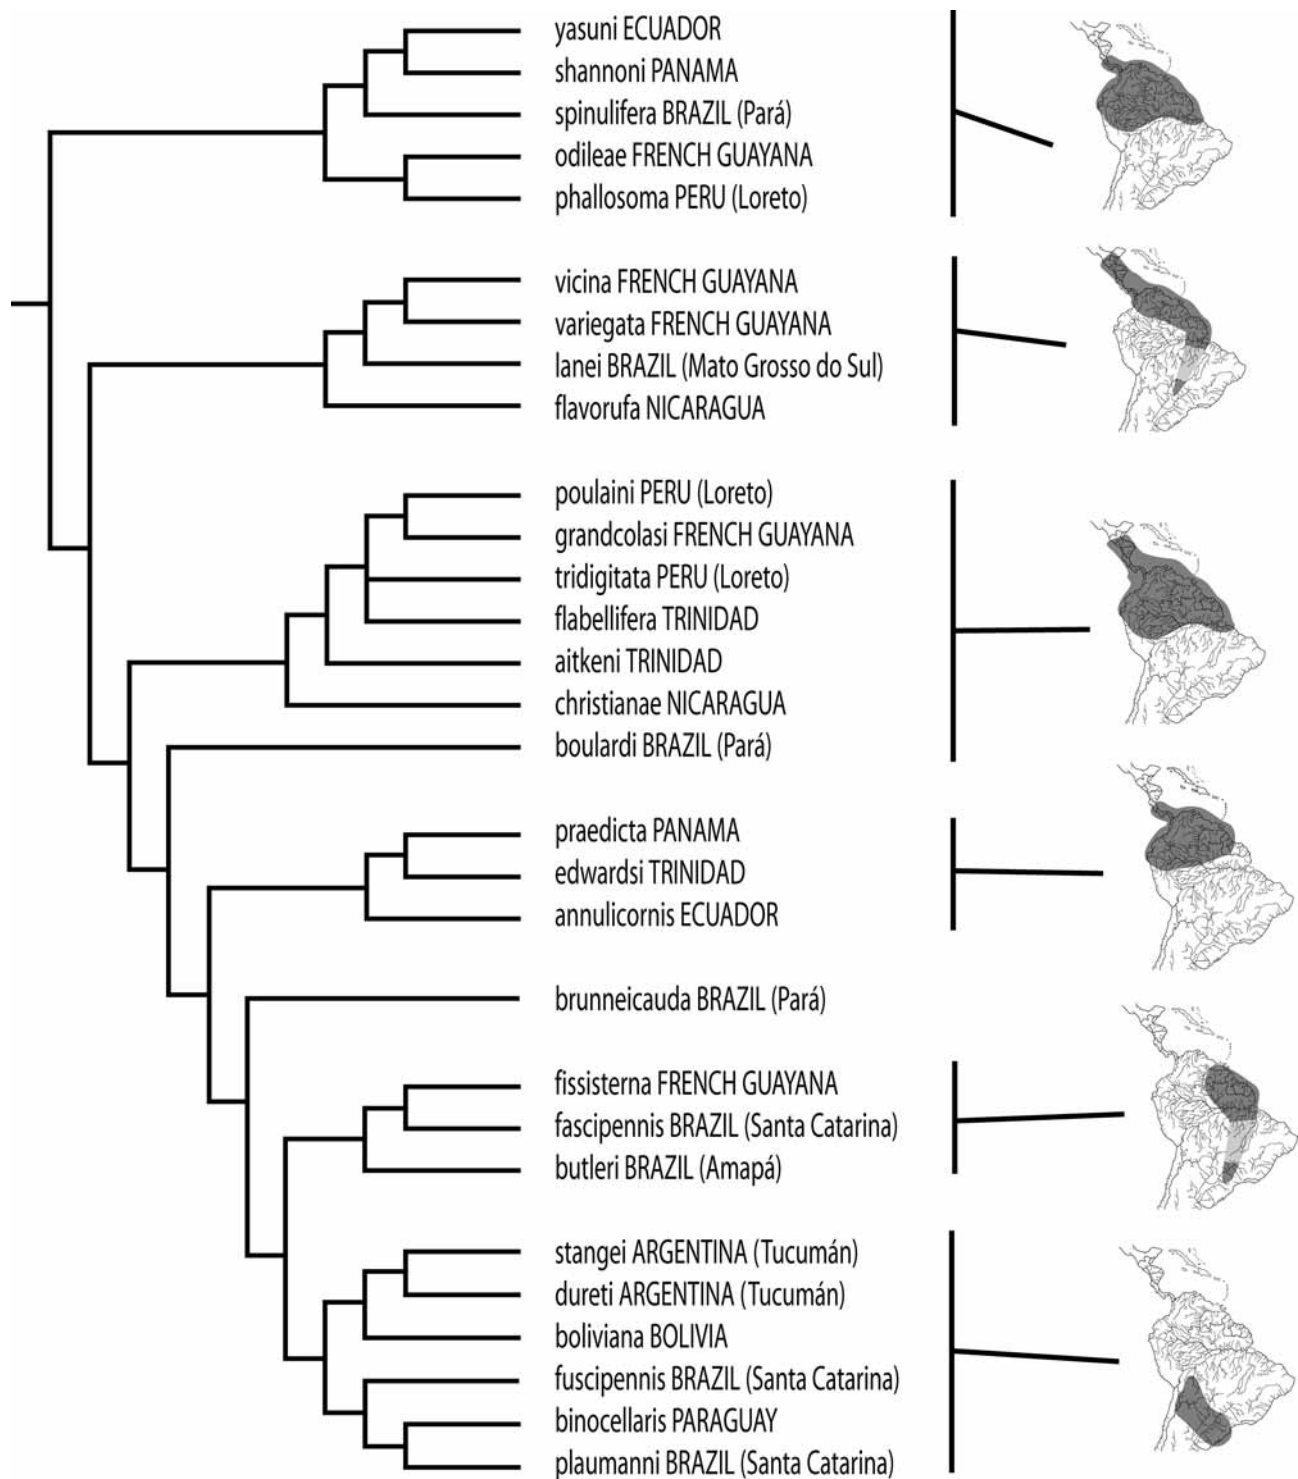 yasuni ECUADOR
shannoni PANAMA
spinulifera BRAZIL (Pará)
odileae FRENCH GUAYANA
phallosoma PERU (Loreto)
vicina FRENCH GUAYANA
variegata FRENCH GUAYANA
lanei BRAZIL (Mato Grosso do Sul)
flavorufa NICARAGUA
poulaini PERU (Loreto)
grandcolasi FRENCH GUAYANA
tridigitata PERU (Loreto)
flabellifera TRINIDAD
aitkeni TRINIDAD
christianae NICARAGUA
boulardi BRAZIL (Pará)
praedicta PANAMA
edwardsi TRINIDAD
annulicornis ECUADOR
brunneicauda BRAZIL (Pará)
fissisterna FRENCH GUAYANA
fascipennis BRAZIL (Santa Catarina)
butleri BRAZIL (Amapá)
stangei ARGENTINA (Tucumán)
dureti ARGENTINA (Tucumán)
boliviana BOLIVIA
fuscipennis BRAZIL (Santa Catarina)
binocellaris PARAGUAY
plaumanni BRAZIL (Santa Catarina)